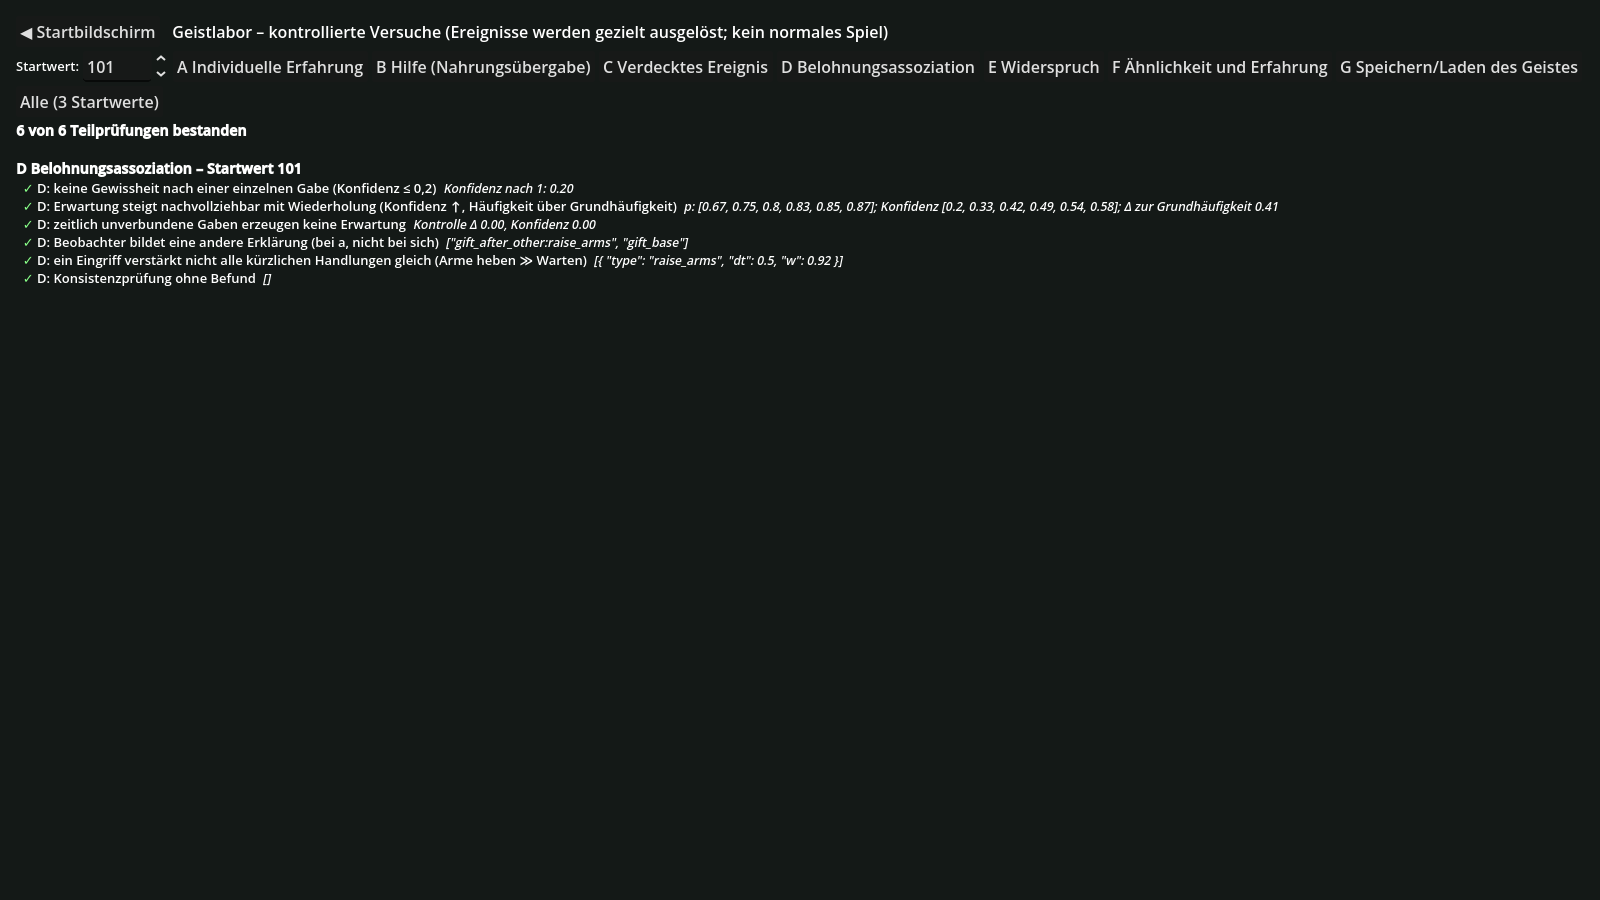 ◀ Startbildschirm Geistlabor – kontrollierte Versuche (Ereignisse werden gezielt ausgelöst; kein normales Spiel)
Startwert: 101 A Individuelle Erfahrung B Hilfe (Nahrungsübergabe) C Verdecktes Ereignis D Belohnungsassoziation E Widerspruch F Ähnlichkeit und Erfahrung G Speichern/Laden des Geistes
Alle (3 Startwerte)
6 von 6 Teilprüfungen bestanden
D Belohnungsassoziation – Startwert 101
✓ D: keine Gewissheit nach einer einzelnen Gabe (Konfidenz ≤ 0,2) Konfidenz nach 1: 0.20
✓ D: Erwartung steigt nachvollziehbar mit Wiederholung (Konfidenz ↑, Häufigkeit über Grundhäufigkeit) p: [0.67, 0.75, 0.8, 0.83, 0.85, 0.87]; Konfidenz [0.2, 0.33, 0.42, 0.49, 0.54, 0.58]; Δ zur Grundhäufigkeit 0.41
✓ D: zeitlich unverbundene Gaben erzeugen keine Erwartung Kontrolle Δ 0.00, Konfidenz 0.00
✓ D: Beobachter bildet eine andere Erklärung (bei a, nicht bei sich) ["gift_after_other:raise_arms", "gift_base"]
✓ D: ein Eingriff verstärkt nicht alle kürzlichen Handlungen gleich (Arme heben ≫ Warten) [{ "type": "raise_arms", "dt": 0.5, "w": 0.92 }]
✓ D: Konsistenzprüfung ohne Befund []